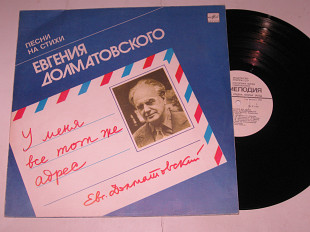 ПЕСНИ
НА СТИХИ
ЕВГЕНИЯ
ДОЛМАТОВСКОГО
У меня
все тот же
адрес
Евг. Долматовский
МЕЛОДИЯ